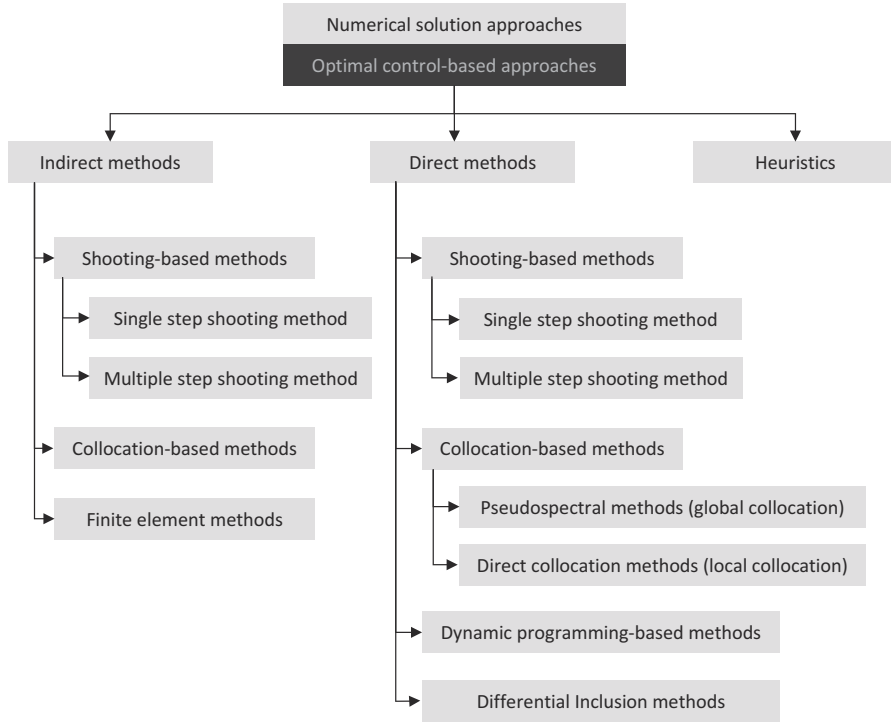 Numerical solution approaches
Optimal control-based approaches
Indirect methods
Direct methods
Heuristics
Shooting-based methods
Single step shooting method
Multiple step shooting method
Collocation-based methods
Finite element methods
Shooting-based methods
Single step shooting method
Multiple step shooting method
Collocation-based methods
Pseudospectral methods (global collocation)
Direct collocation methods (local collocation)
Dynamic programming-based methods
Differential Inclusion methods